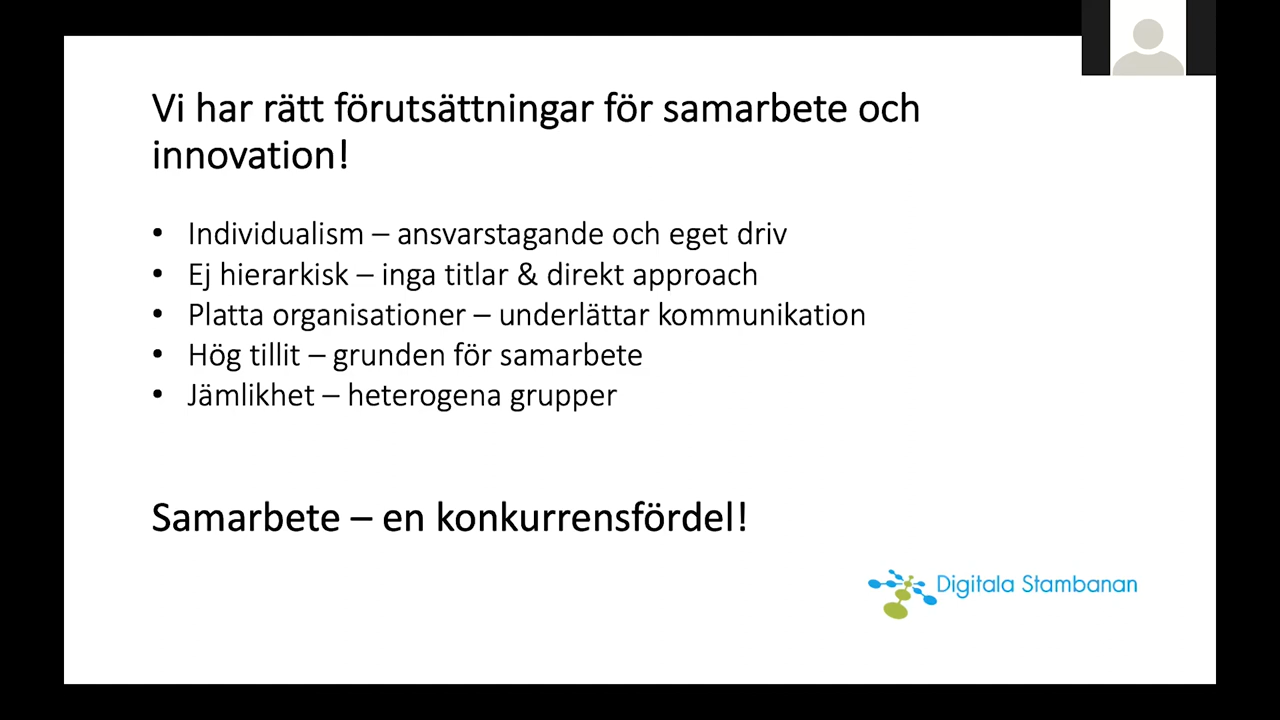 Vi har rätt förutsättningar för samarbete och
innovation!
• Individualism – ansvarstagande och eget driv
• Ej hierarkisk – inga titlar & direkt approach
• Platta organisationer – underlättar kommunikation
• Hög tillit – grunden för samarbete
• Jämlikhet – heterogena grupper
Samarbete – en konkurrensfördel!
Digitala Stambanan